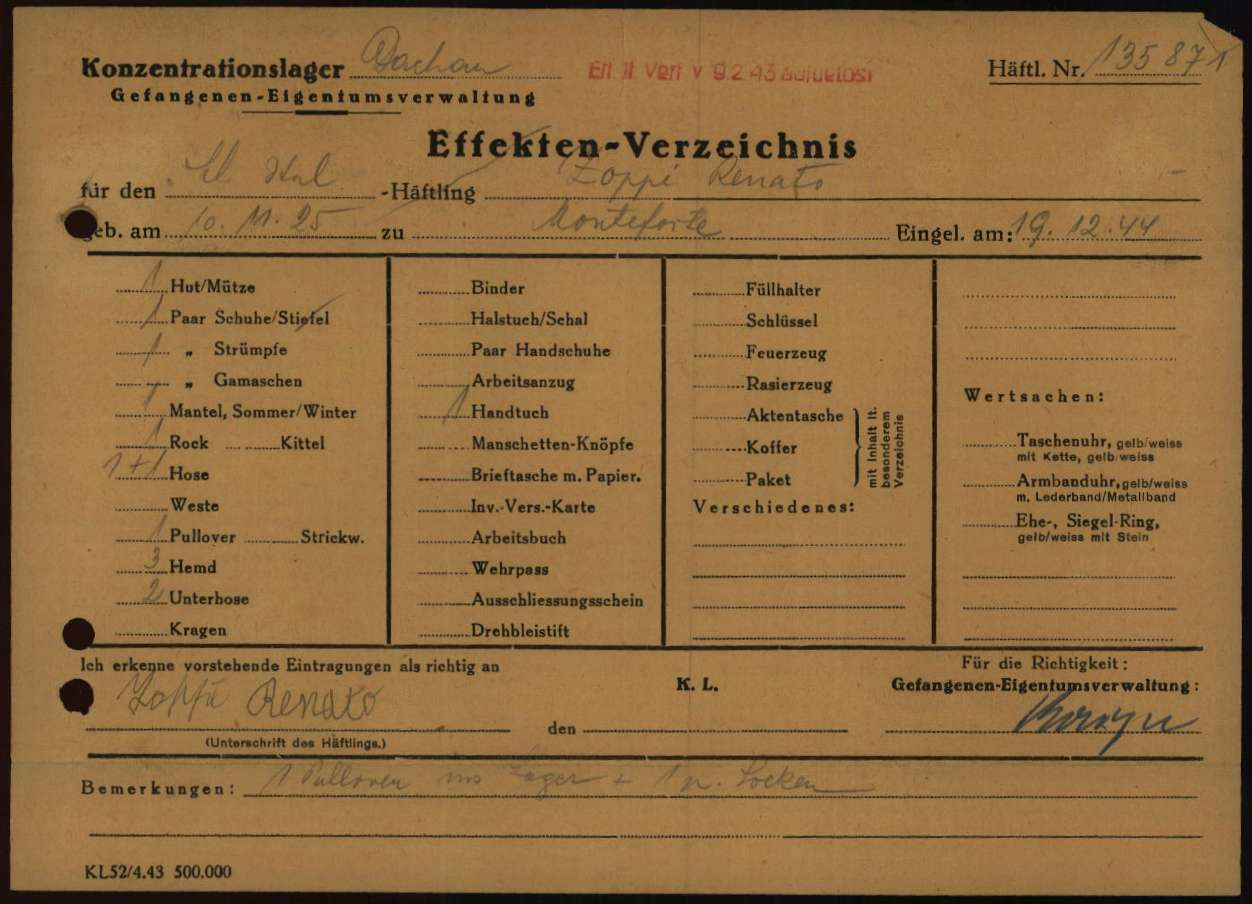 Konzentrationslager Dachau
Häftl. Nr. 135871
Gefangenen-Eigentumsverwaltung
Effekten-Verzeichnis
für den Ital -Häftling Zoppi Renato
geb. am 10. 11. 25 zu Monteforte Eingel. am: 19. 12. 44
1 Hut/Mütze
1 Paar Schuhe/Stiefel
1 „ Strümpfe
„ Gamaschen
1 Mantel, Sommer/Winter
1 Rock Kittel
1+1 Hose
Weste
1 Pullover Strickw.
3 Hemd
2 Unterhose
Kragen
Binder
Halstuch/Schal
Paar Handschuhe
Arbeitsanzug
1 Handtuch
Manschetten-Knöpfe
Brieftasche m. Papier.
Inv.-Vers.-Karte
Arbeitsbuch
Wehrpass
Ausschliessungsschein
Drehbleistift
Füllhalter
Schlüssel
Feuerzeug
Rasierzeug
Aktentasche
Koffer
Paket
mit Inhalt lt.
besonderem
Verzeichnis
Verschiedenes:
Wertsachen:
Taschenuhr, gelb/weiss
mit Kette, gelb/weiss
Armbanduhr, gelb/weiss
m. Lederband/Metallband
Ehe-, Siegel-Ring,
gelb/weiss mit Stein
Ich erkenne vorstehende Eintragungen als richtig an
Zoppi Renato
(Unterschrift des Häftlings.)
K. L.
den
Für die Richtigkeit:
Gefangenen-Eigentumsverwaltung:
Bemerkungen: 1 Pullover ins Lager + 1 p. Socken
KL52/4.43 500.000